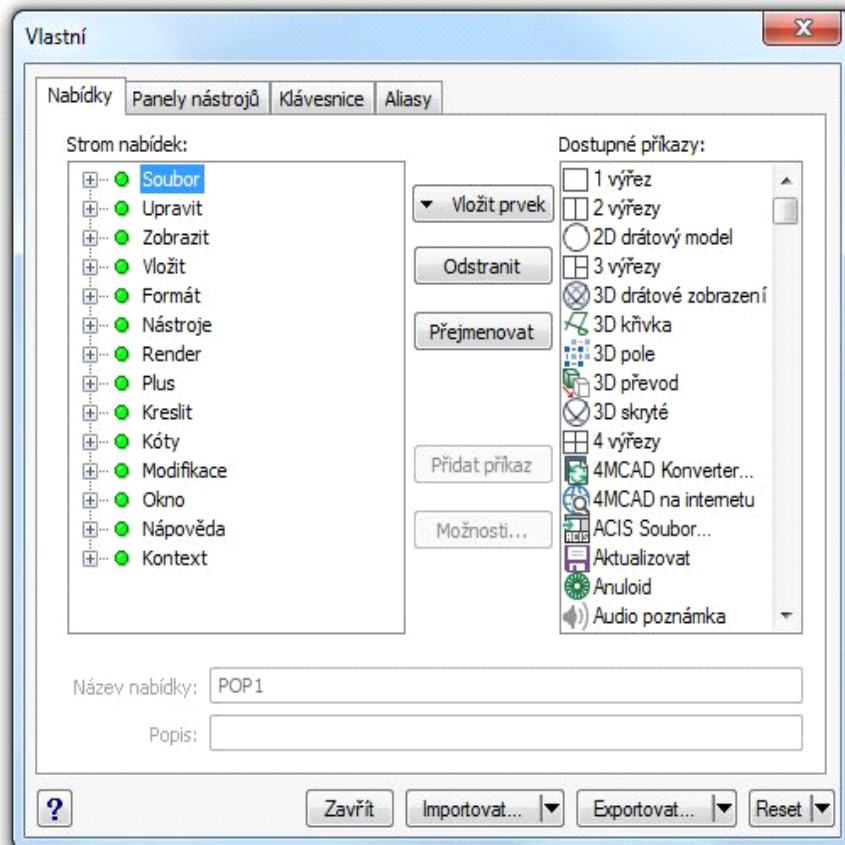 Vlastní
Nabídky Panely nástrojů Klávesnice Aliasy
Strom nabídek:
Soubor
Upravit
Zobrazit
Vložit
Formát
Nástroje
Render
Plus
Kreslit
Kóty
Modifikace
Okno
Nápověda
Kontext
Vložit prvek
Odstranit
Přejmenovat
Přidat příkaz
Možnosti...
Dostupné příkazy:
1 výřez
2 výřezy
2D drátový model
3 výřezy
3D drátové zobrazení
3D křivka
3D pole
3D převod
3D skryté
4 výřezy
4MCAD Konverter...
4MCAD na internetu
ACIS Soubor...
Aktualizovat
Anuloid
Audio poznámka
Název nabídky: POP1
Popis:
? Zavřít Importovat... Exportovat... Reset